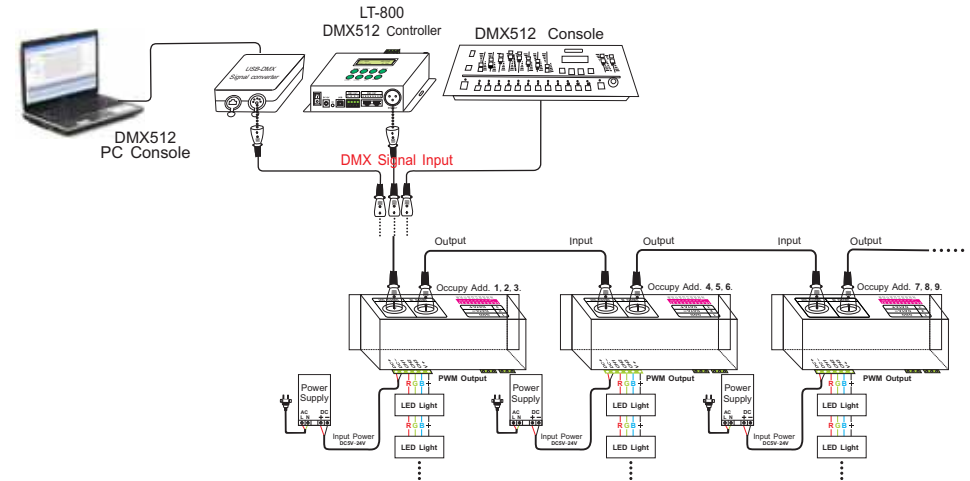 LT-800
DMX512 Controller
DMX512 Console
USB-DMX
Signal converter
DMX512
PC Console
DMX Signal Input
Output
Input
Output
Input
Output
Occupy Add. 1, 2, 3.
Occupy Add. 4, 5, 6.
Occupy Add. 7, 8, 9.
PWM Output
PWM Output
PWM Output
Power
Supply
AC DC
L N + −
R G B +
LED Light
R G B +
LED Light
Input Power
DC5V-24V
Power
Supply
AC DC
L N + −
R G B +
LED Light
R G B +
LED Light
Input Power
DC5V-24V
Power
Supply
AC DC
L N + −
R G B +
LED Light
R G B +
LED Light
Input Power
DC5V-24V